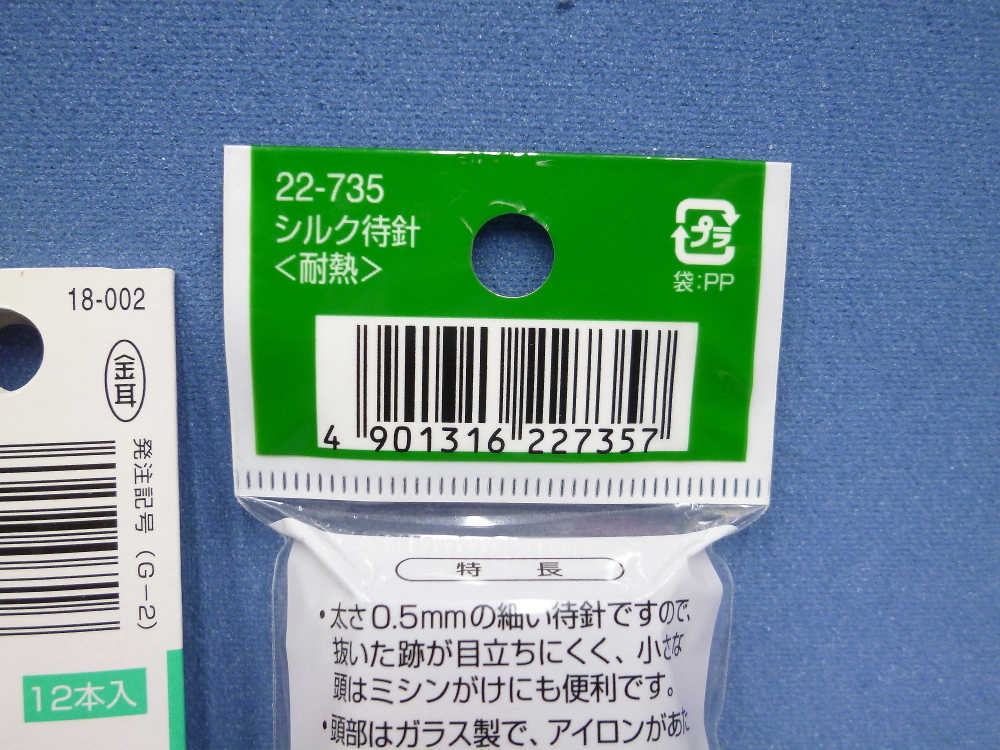 22-735
シルク待針
<耐熱>
プラ
袋:PP
4 901316 227357
特 長
・太さ0.5mmの細い待針ですので、
抜いた跡が目立ちにくく、小さな
頭はミシンがけにも便利です。
・頭部はガラス製で、アイロンがあた
18-002
金耳
発注記号(G-2)
12本入